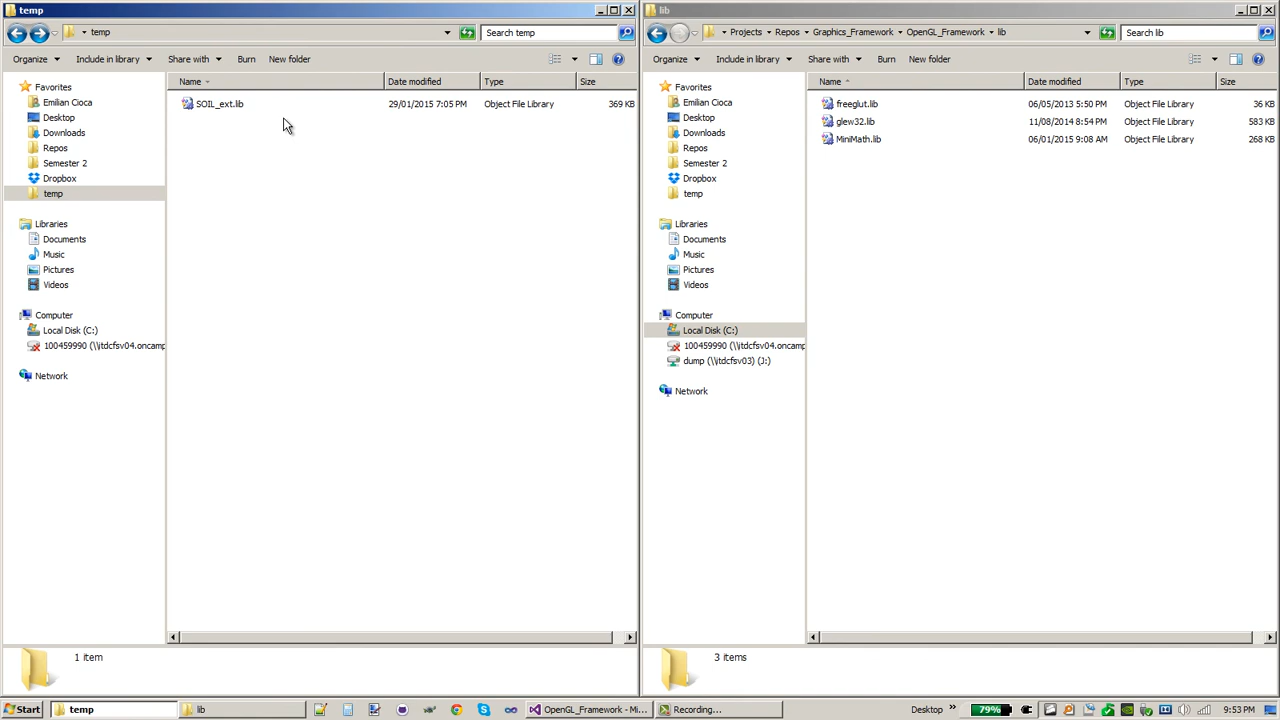 temp
temp
Search temp
Organize Include in library Share with Burn New folder
Name Date modified Type Size
SOIL_ext.lib 29/01/2015 7:05 PM Object File Library 369 KB
Favorites
Emilian Cioca
Desktop
Downloads
Repos
Semester 2
Dropbox
temp
Libraries
Documents
Music
Pictures
Videos
Computer
Local Disk (C:)
100459990 (\\itdcfsv04.oncamp
Network
1 item
lib
Projects Repos Graphics_Framework OpenGL_Framework lib
Search lib
Organize Include in library Share with Burn New folder
Name Date modified Type Size
freeglut.lib 06/05/2013 5:50 PM Object File Library 36 KB
glew32.lib 11/08/2014 8:54 PM Object File Library 583 KB
MiniMath.lib 06/01/2015 9:08 AM Object File Library 268 KB
Favorites
Emilian Cioca
Desktop
Downloads
Repos
Semester 2
Dropbox
temp
Libraries
Documents
Music
Pictures
Videos
Computer
Local Disk (C:)
100459990 (\\itdcfsv04.oncamp
dump (\\itdcfsv03) (J:)
Network
3 items
Start temp lib OpenGL_Framework - Mi... Recording... Desktop » 79% 9:53 PM